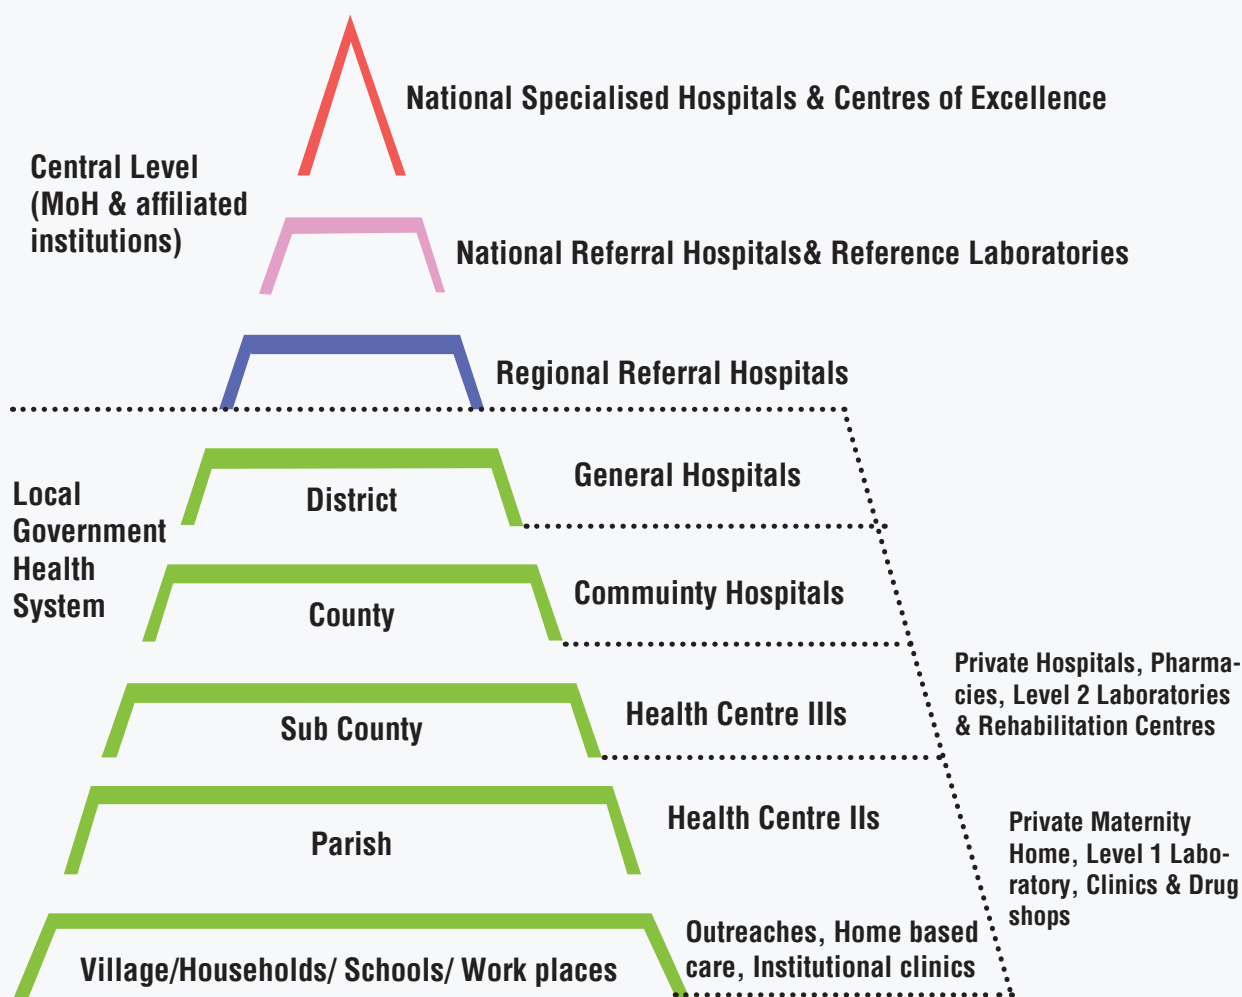 National Specialised Hospitals & Centres of Excellence
Central Level
(MoH & affiliated
institutions)
National Referral Hospitals& Reference Laboratories
Regional Referral Hospitals
Local
Government
Health
System
District
General Hospitals
County
Commuinty Hospitals
Sub County
Health Centre IIIs
Private Hospitals, Pharma-
cies, Level 2 Laboratories
& Rehabilitation Centres
Parish
Health Centre IIs
Private Maternity
Home, Level 1 Labo-
ratory, Clinics & Drug
shops
Village/Households/ Schools/ Work places
Outreaches, Home based
care, Institutional clinics